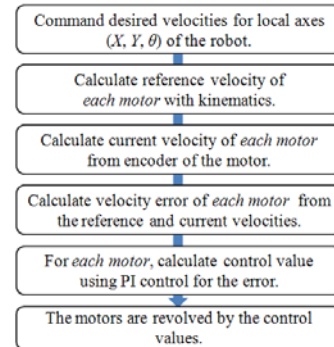 Command desired velocities for local axes
(X, Y, θ) of the robot.
Calculate reference velocity of
each motor with kinematics.
Calculate current velocity of each motor
from encoder of the motor.
Calculate velocity error of each motor from
the reference and current velocities.
For each motor, calculate control value
using PI control for the error.
The motors are revolved by the control
values.